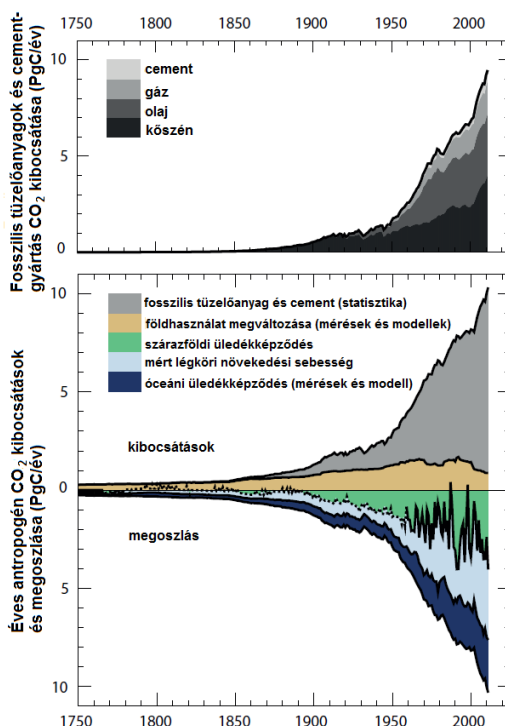 1750 1800 1850 1900 1950 2000
Fosszilis tüzelőanyagok és cement-
gyártás CO2 kibocsátása (PgC/év)
10
5
0
cement
gáz
olaj
kőszén
Éves antropogén CO2 kibocsátások
és megoszlása (PgC/év)
10
5
0
5
10
fosszilis tüzelőanyag és cement (statisztika)
földhasználat megváltozása (mérések és modellek)
szárazföldi üledékképződés
mért légköri növekedési sebesség
óceáni üledékképződés (mérések és modell)
kibocsátások
megoszlás
1750 1800 1850 1900 1950 2000